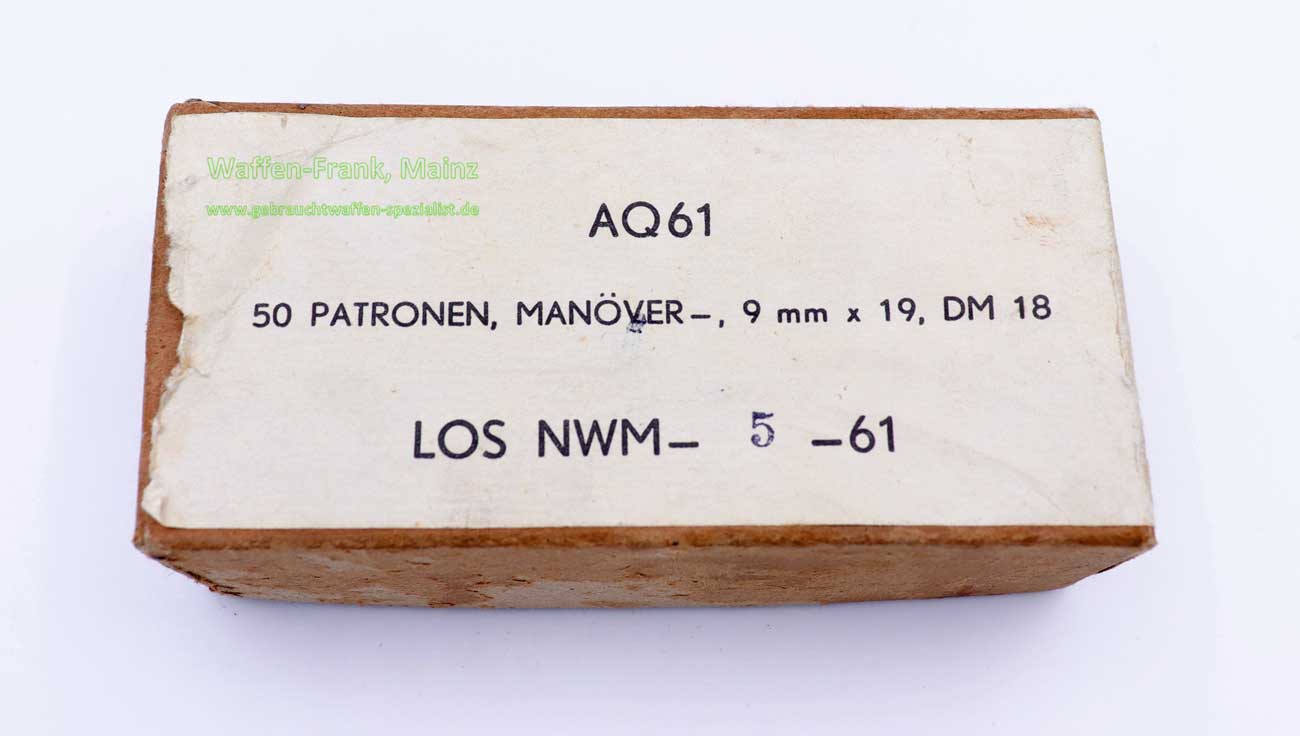 Waffen-Frank, Mainz
www.gebrauchtwaffen-spezialist.de
AQ61
50 PATRONEN, MANÖVER–, 9 mm x 19, DM 18
LOS NWM– 5 –61